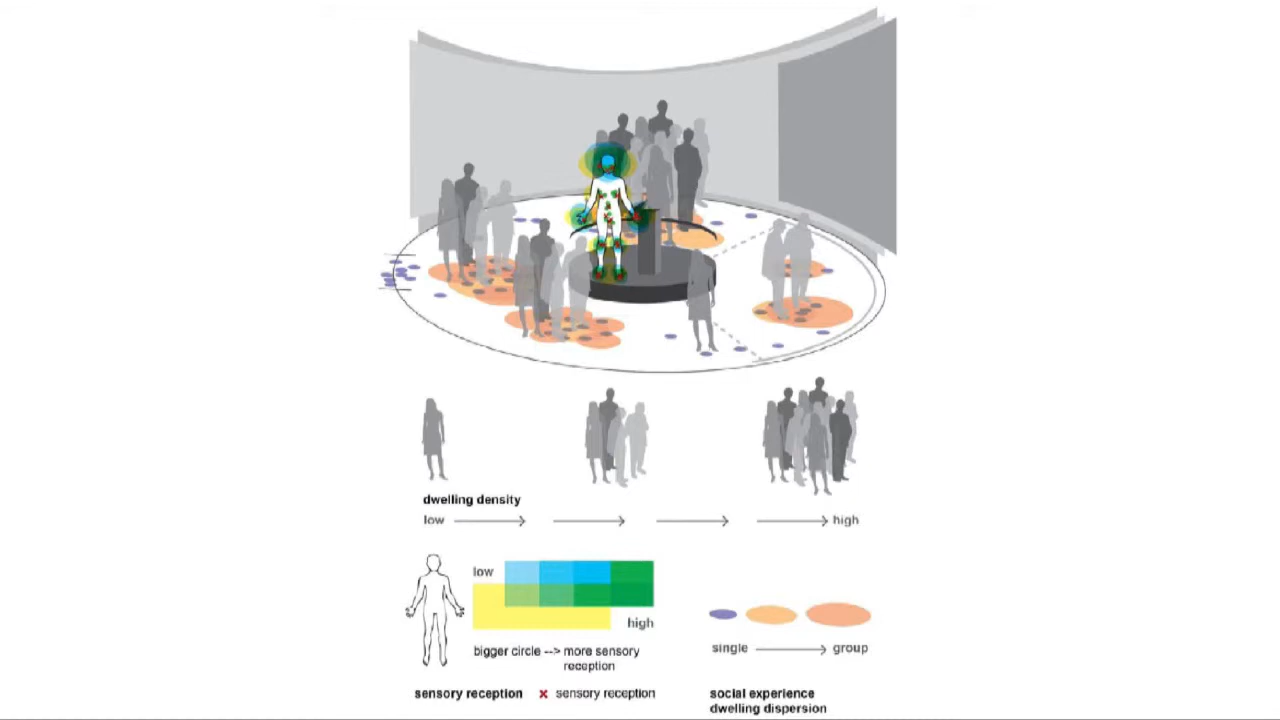 dwelling density
low
high
low
high
bigger circle --> more sensory
reception
single
group
sensory reception
x sensory reception
social experience
dwelling dispersion